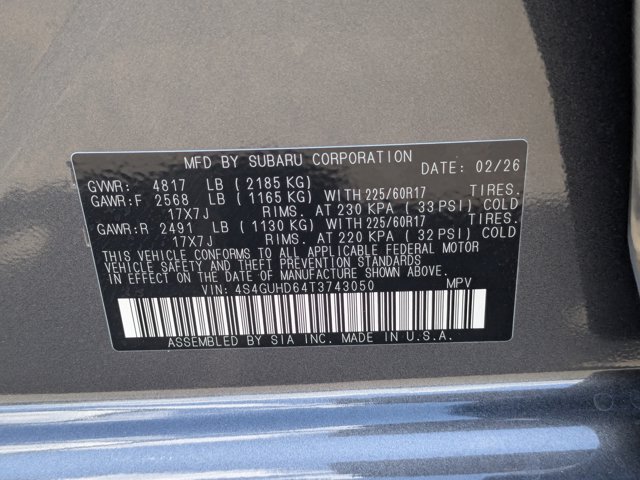 MFD BY SUBARU CORPORATION DATE: 02/26
GVWR: 4817 LB ( 2185 KG)
GAWR:F 2568 LB ( 1165 KG) WITH 225/60R17 TIRES.
17X7J RIMS. AT 230 KPA ( 33 PSI) COLD
GAWR:R 2491 LB ( 1130 KG) WITH 225/60R17 TIRES.
17X7J RIMS. AT 220 KPA ( 32 PSI) COLD
THIS VEHICLE CONFORMS TO ALL APPLICABLE FEDERAL MOTOR
VEHICLE SAFETY AND THEFT PREVENTION STANDARDS
IN EFFECT ON THE DATE OF MANUFACTURE SHOWN ABOVE.
VIN: 4S4GUHD64T3743050 MPV
ASSEMBLED BY SIA INC. MADE IN U.S.A.